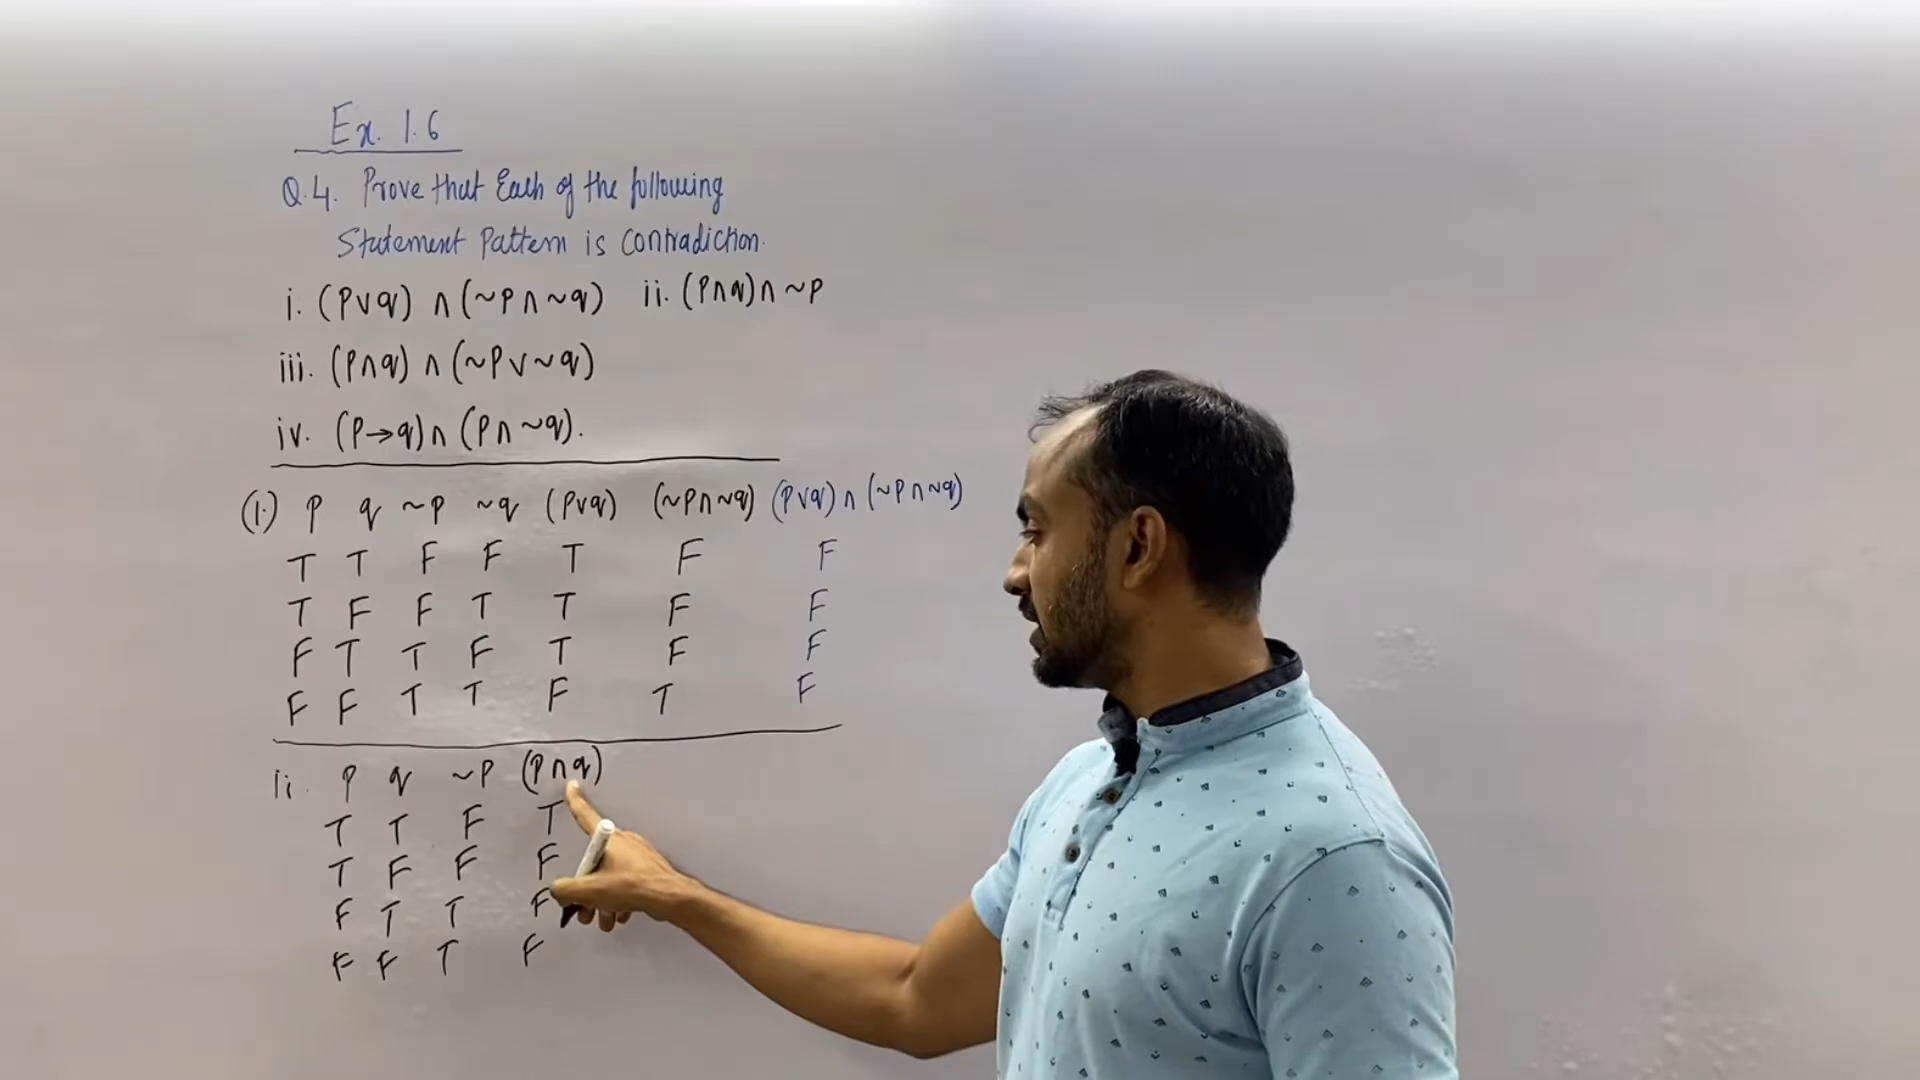 Ex. 1.6
Q.4. Prove that Each of the following
Statement Pattern is Contradiction.
i. (p∨q) ∧ (~p∧~q) ii. (p∧q)∧~p
iii. (p∧q) ∧ (~p∨~q)
iv. (p→q)∧(p∧~q).
(i.) p q ~p ~q (p∨q) (~p∧~q) (p∨q)∧(~p∧~q)
T T F F T F F
T F F T T F F
F T T F T F F
F F T T F T F
ii. p q ~p (p∧q)
T T F T
T F F F
F T T F
F F T F